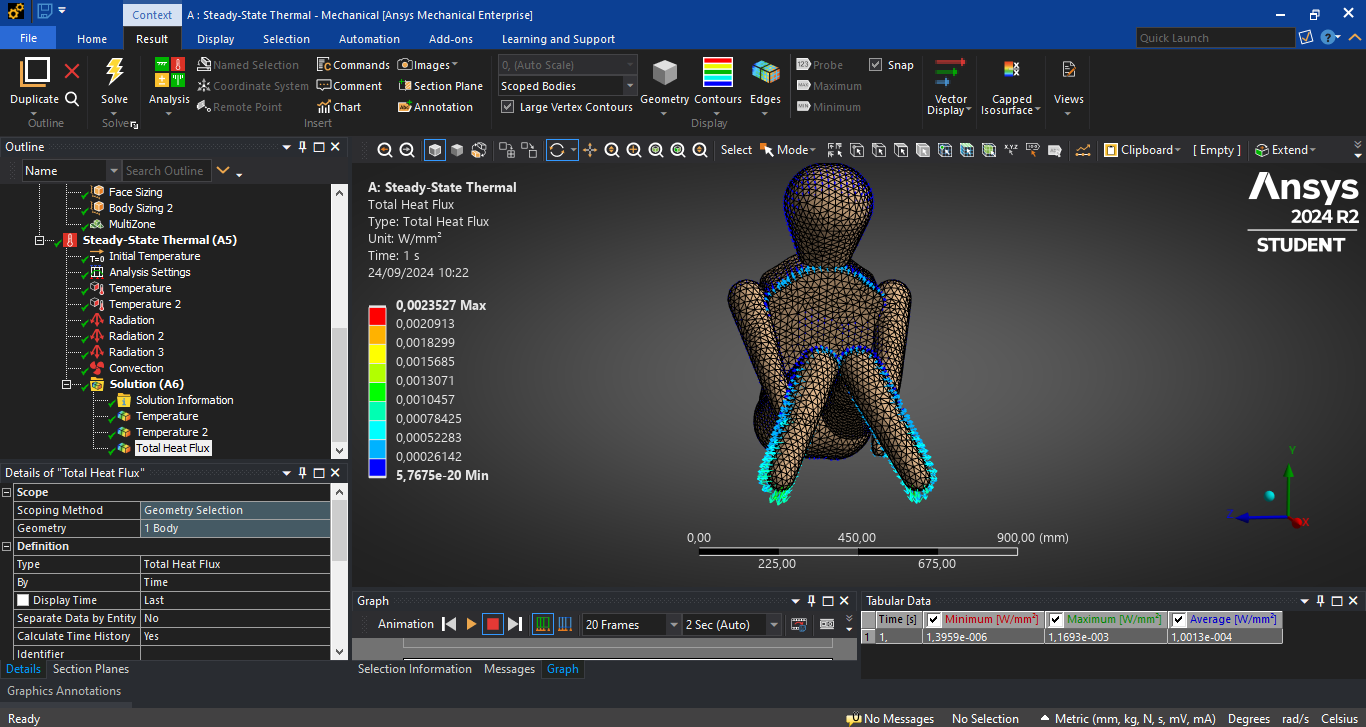 Context
A : Steady-State Thermal - Mechanical [Ansys Mechanical Enterprise]
File Home Result Display Selection Automation Add-ons Learning and Support
Quick Launch
Duplicate
Outline
Solve
Solve
Analysis
Named Selection
Coordinate System
Remote Point
Commands
Comment
Chart
Images
Section Plane
Annotation
Insert
0, (Auto Scale)
Scoped Bodies
Large Vertex Contours
Geometry
Contours
Edges
Display
Probe
Maximum
Minimum
Snap
Vector
Display
Capped
Isosurface
Views
Outline
Name
Search Outline
Face Sizing
Body Sizing 2
MultiZone
Steady-State Thermal (A5)
Initial Temperature
Analysis Settings
Temperature
Temperature 2
Radiation
Radiation 2
Radiation 3
Convection
Solution (A6)
Solution Information
Temperature
Temperature 2
Total Heat Flux
Details of "Total Heat Flux"
Scope
Scoping Method Geometry Selection
Geometry 1 Body
Definition
Type Total Heat Flux
By Time
Display Time Last
Separate Data by Entity No
Calculate Time History Yes
Identifier
Details Section Planes
Graphics Annotations
Select Mode
Clipboard
[ Empty ]
Extend
A: Steady-State Thermal
Total Heat Flux
Type: Total Heat Flux
Unit: W/mm²
Time: 1 s
24/09/2024 10:22
0,0023527 Max
0,0020913
0,0018299
0,0015685
0,0013071
0,0010457
0,00078425
0,00052283
0,00026142
5,7675e-20 Min
Ansys
2024 R2
STUDENT
Y
Z
X
0,00 450,00 900,00 (mm)
225,00 675,00
Graph
Animation
20 Frames
2 Sec (Auto)
Selection Information Messages Graph
Tabular Data
Time [s] Minimum [W/mm²] Maximum [W/mm²] Average [W/mm²]
1 1, 1,3959e-006 1,1693e-003 1,0013e-004
Ready
No Messages
No Selection
Metric (mm, kg, N, s, mV, mA)
Degrees
rad/s
Celsius